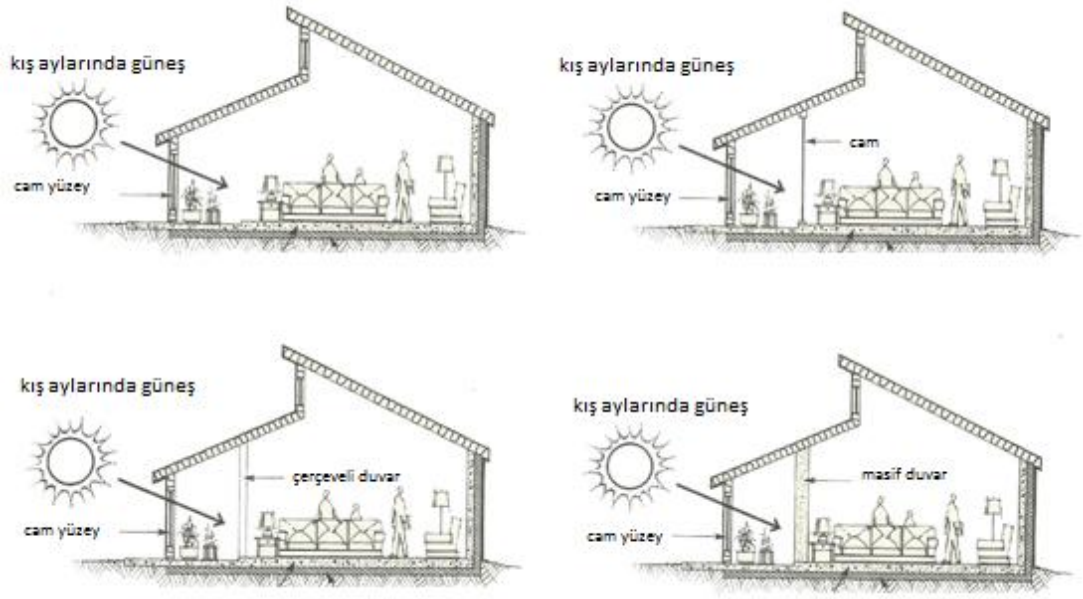 kış aylarında güneş
cam yüzey
kış aylarında güneş
cam
cam yüzey
kış aylarında güneş
çerçeveli duvar
cam yüzey
kış aylarında güneş
masif duvar
cam yüzey